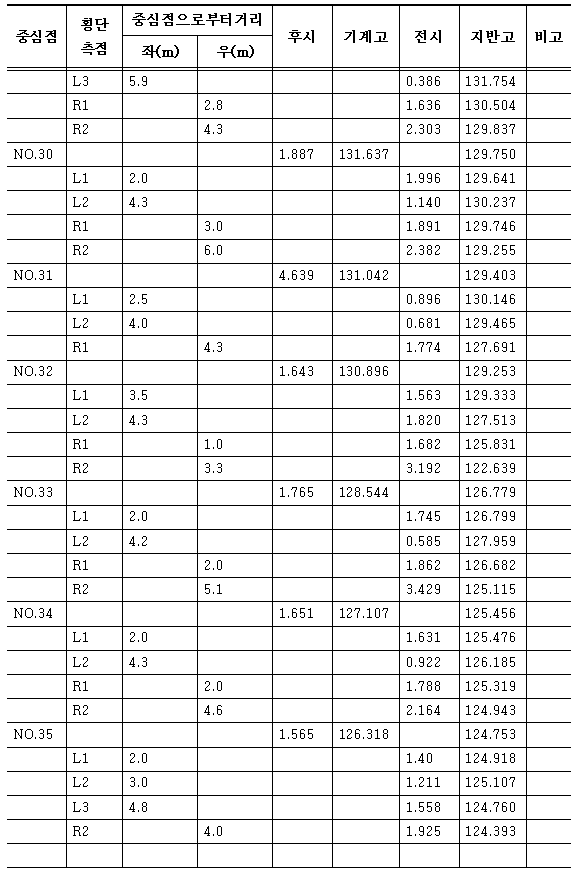 중심점 횡단 측점 중심점으로부터거리 후시 기계고 전시 지반고 비고
좌(m) 우(m)
L3 5.9 0.386 131.754
R1 2.8 1.636 130.504
R2 4.3 2.303 129.837
NO.30 1.887 131.637 129.750
L1 2.0 1.996 129.641
L2 4.3 1.140 130.237
R1 3.0 1.891 129.746
R2 6.0 2.382 129.255
NO.31 4.639 131.042 129.403
L1 2.5 0.896 130.146
L2 4.0 0.681 129.465
R1 4.3 1.774 127.691
NO.32 1.643 130.896 129.253
L1 3.5 1.563 129.333
L2 4.3 1.820 127.513
R1 1.0 1.682 125.831
R2 3.3 3.192 122.639
NO.33 1.765 128.544 126.779
L1 2.0 1.745 126.799
L2 4.2 0.585 127.959
R1 2.0 1.862 126.682
R2 5.1 3.429 125.115
NO.34 1.651 127.107 125.456
L1 2.0 1.631 125.476
L2 4.3 0.922 126.185
R1 2.0 1.788 125.319
R2 4.6 2.164 124.943
NO.35 1.565 126.318 124.753
L1 2.0 1.40 124.918
L2 3.0 1.211 125.107
L3 4.8 1.558 124.760
R2 4.0 1.925 124.393